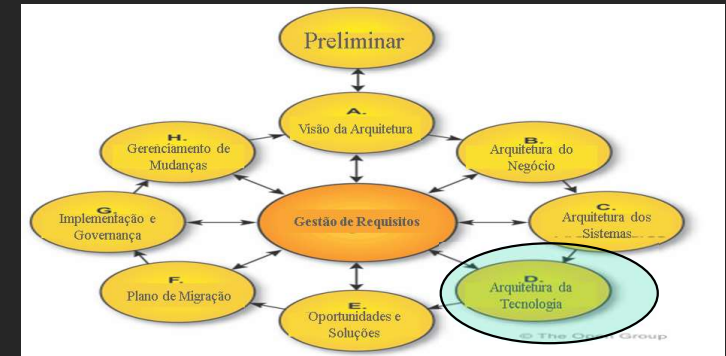 Preliminar
A.
Visão da Arquitetura
H.
Gerenciamento de
Mudanças
B.
Arquitetura do
Negócio
G.
Implementação e
Governança
Gestão de Requisitos
C.
Arquitetura dos
Sistemas
F.
Plano de Migração
D.
Arquitetura da
Tecnologia
E.
Oportunidades e
Soluções
© The Open Group